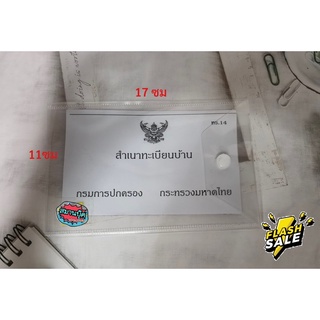 17 ซม
ทร.14
11ซม
สำเนาทะเบียนบ้าน
กรมการปกครอง กระทรวงมหาดไทย
FLASH
SALE